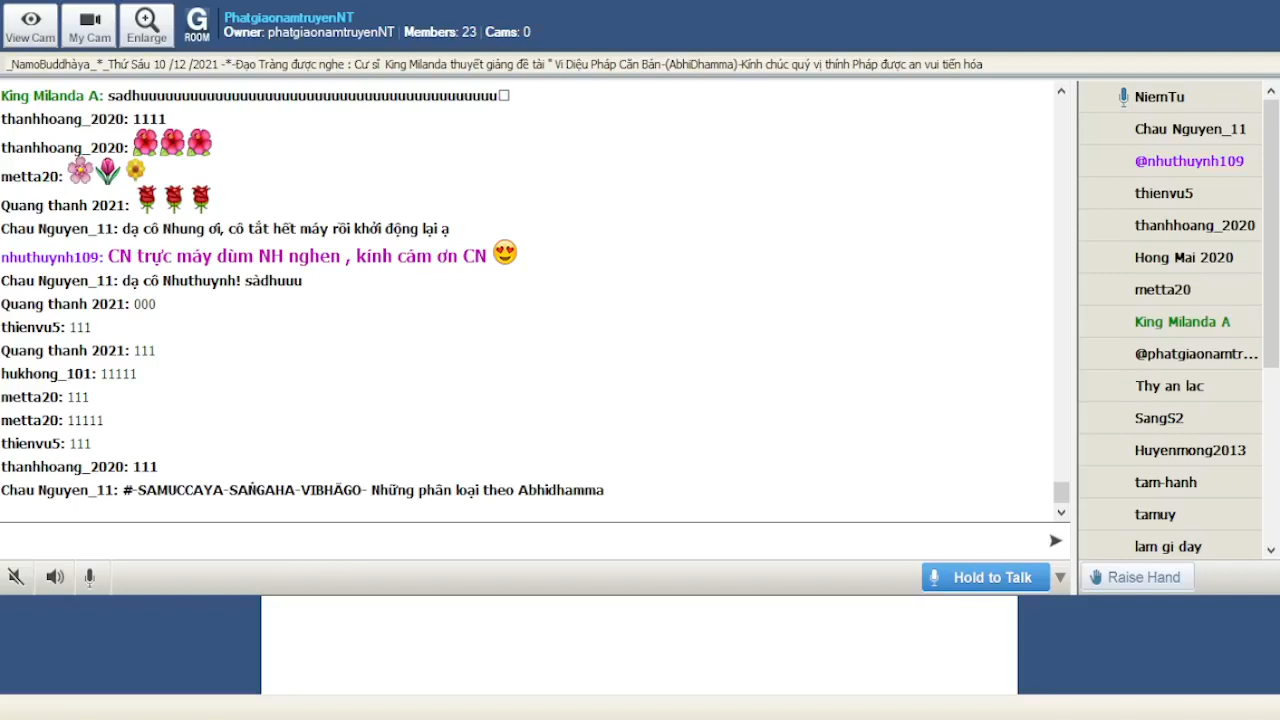 View Cam
My Cam
Enlarge
G
ROOM
PhatgiaonamtruyenNT
Owner: phatgiaonamtruyenNT | Members: 23 | Cams: 0
_NamoBuddhàya_*_Thứ Sáu 10 /12 /2021 -*-Đạo Tràng được nghe : Cư sĩ  King Milanda thuyết giảng đề tài " Vi Diệu Pháp Căn Bản-(AbhiDhamma)-Kính chúc quý vị thính Pháp được an vui tiến hóa
King Milanda A: sadhuuuuuuuuuuuuuuuuuuuuuuuuuuuuuuuuuuuuuuuuuuu□
thanhhoang_2020: 1111
thanhhoang_2020:
metta20:
Quang thanh 2021:
Chau Nguyen_11: dạ cô Nhung ơi, cô tắt hết máy rồi khởi động lại ạ
nhuthuynh109: CN trực máy dùm NH nghen , kính cám ơn CN
Chau Nguyen_11: dạ cô Nhuthuynh! sàdhuuu
Quang thanh 2021: 000
thienvu5: 111
Quang thanh 2021: 111
hukhong_101: 11111
metta20: 111
metta20: 11111
thienvu5: 111
thanhhoang_2020: 111
Chau Nguyen_11: #-SAMUCCAYA-SAṄGAHA-VIBHĀGO- Những phân loại theo Abhidhamma
NiemTu
Chau Nguyen_11
@nhuthuynh109
thienvu5
thanhhoang_2020
Hong Mai 2020
metta20
King Milanda A
@phatgiaonamtr...
Thy an lac
SangS2
Huyenmong2013
tam-hanh
tamuy
lam gi day
Hold to Talk
Raise Hand